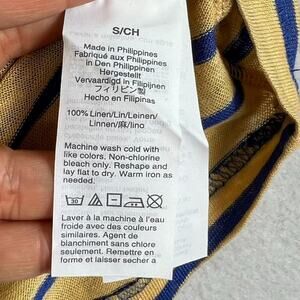 S/CH
Made in Philippines
Fabriqué aux Philippines
in Den Philippinen
Hergestellt
Vervaardigd in Filipijnen
フィリピン製
Hecho en Filipinas
100% Linen/Lin/Leinen/
Linnen/麻/lino
Machine wash cold with
like colors. Non-chlorine
bleach only. Reshape and
lay flat to dry. Warm iron as
needed.
30
Laver à la machine à l'eau
froide avec des couleurs
similaires. Agent de
blanchiment sans chlore
seulement. Remettre en
forme et laisser secher a